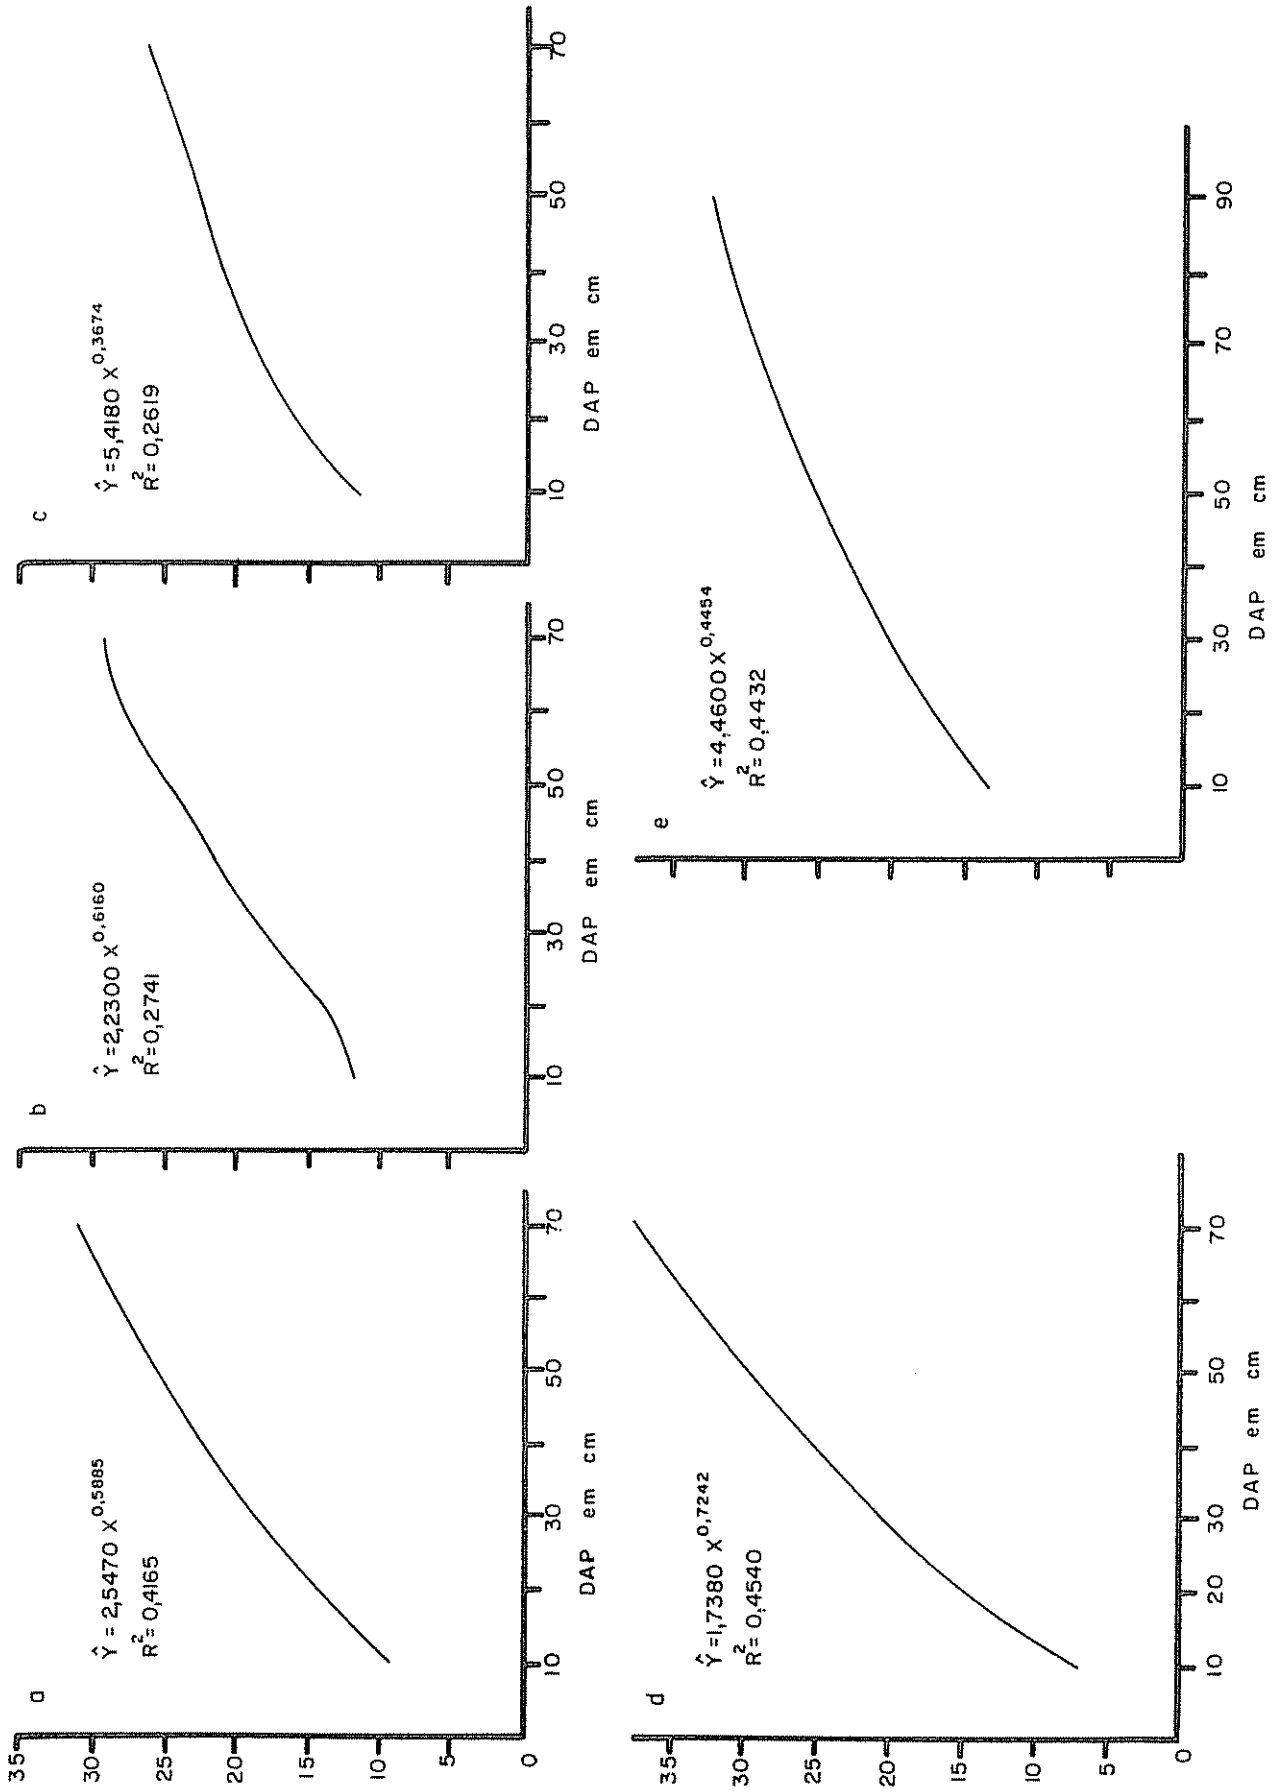 a
Ŷ = 2,5470 X^0,5885
R² = 0,4165
35
30
25
20
15
10
5
0
10 30 50 70
DAP em cm
b
Ŷ = 2,2300 X^0,6160
R² = 0,2741
10 30 50 70
DAP em cm
c
Ŷ = 5,4180 X^0,3674
R² = 0,2619
10 30 50 70
DAP em cm
d
Ŷ = 1,7380 X^0,7242
R² = 0,4540
35
30
25
20
15
10
5
0
10 20 30 50 70
DAP em cm
e
Ŷ = 4,4600 X^0,4454
R² = 0,4432
10 30 50 70 90
DAP em cm